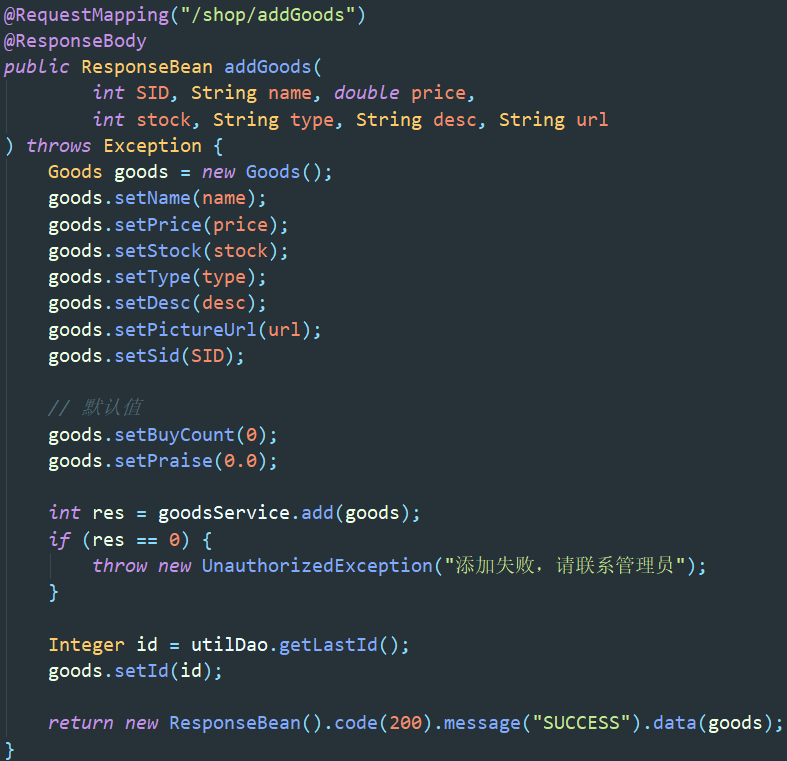 @RequestMapping("/shop/addGoods")
@ResponseBody
public ResponseBean addGoods(
        int SID, String name, double price,
        int stock, String type, String desc, String url
) throws Exception {
    Goods goods = new Goods();
    goods.setName(name);
    goods.setPrice(price);
    goods.setStock(stock);
    goods.setType(type);
    goods.setDesc(desc);
    goods.setPictureUrl(url);
    goods.setSid(SID);

    // 默认值
    goods.setBuyCount(0);
    goods.setPraise(0.0);

    int res = goodsService.add(goods);
    if (res == 0) {
        throw new UnauthorizedException("添加失败，请联系管理员");
    }

    Integer id = utilDao.getLastId();
    goods.setId(id);

    return new ResponseBean().code(200).message("SUCCESS").data(goods);
}